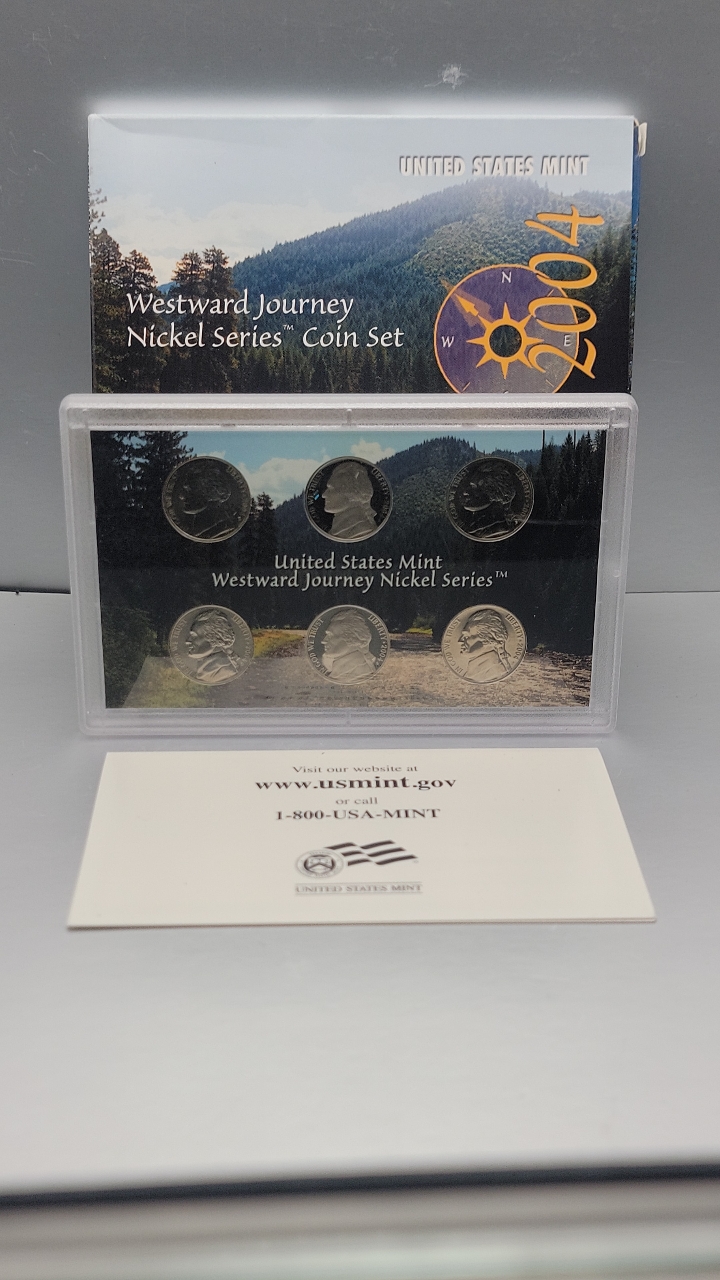 UNITED STATES MINT
2004
Westward Journey
Nickel Series™ Coin Set
N
W
E
United States Mint
Westward Journey Nickel Series™
Visit our website at
www.usmint.gov
or call
1-800-USA-MINT
UNITED STATES MINT